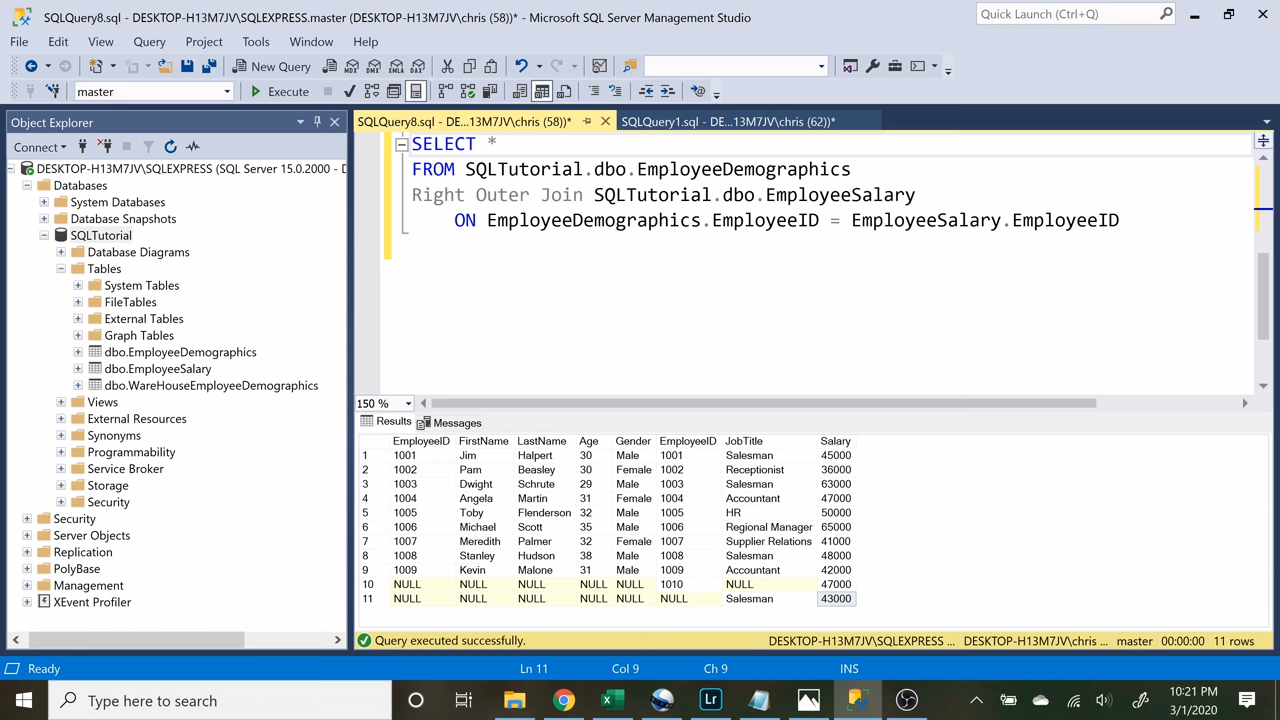 SQLQuery8.sql - DESKTOP-H13M7JV\SQLEXPRESS.master (DESKTOP-H13M7JV\chris (58))* - Microsoft SQL Server Management Studio
Quick Launch (Ctrl+Q)
File Edit View Query Project Tools Window Help
New Query MDX DMX XMLA DAX
master Execute
Object Explorer
SQLQuery8.sql - DE...13M7JV\chris (58))* SQLQuery1.sql - DE...13M7JV\chris (62))*
Connect
DESKTOP-H13M7JV\SQLEXPRESS (SQL Server 15.0.2000 - D
Databases
System Databases
Database Snapshots
SQLTutorial
Database Diagrams
Tables
System Tables
FileTables
External Tables
Graph Tables
dbo.EmployeeDemographics
dbo.EmployeeSalary
dbo.WareHouseEmployeeDemographics
Views
External Resources
Synonyms
Programmability
Service Broker
Storage
Security
Security
Server Objects
Replication
PolyBase
Management
XEvent Profiler
SELECT *
FROM SQLTutorial.dbo.EmployeeDemographics
Right Outer Join SQLTutorial.dbo.EmployeeSalary
ON EmployeeDemographics.EmployeeID = EmployeeSalary.EmployeeID
150 %
Results Messages
EmployeeID FirstName LastName Age Gender EmployeeID JobTitle Salary
1 1001 Jim Halpert 30 Male 1001 Salesman 45000
2 1002 Pam Beasley 30 Female 1002 Receptionist 36000
3 1003 Dwight Schrute 29 Male 1003 Salesman 63000
4 1004 Angela Martin 31 Female 1004 Accountant 47000
5 1005 Toby Flenderson 32 Male 1005 HR 50000
6 1006 Michael Scott 35 Male 1006 Regional Manager 65000
7 1007 Meredith Palmer 32 Female 1007 Supplier Relations 41000
8 1008 Stanley Hudson 38 Male 1008 Salesman 48000
9 1009 Kevin Malone 31 Male 1009 Accountant 42000
10 NULL NULL NULL NULL NULL 1010 NULL 47000
11 NULL NULL NULL NULL NULL NULL Salesman 43000
Query executed successfully. DESKTOP-H13M7JV\SQLEXPRESS ... DESKTOP-H13M7JV\chris ... master 00:00:00 11 rows
Ready Ln 11 Col 9 Ch 9 INS
Type here to search
Lr
10:21 PM
3/1/2020